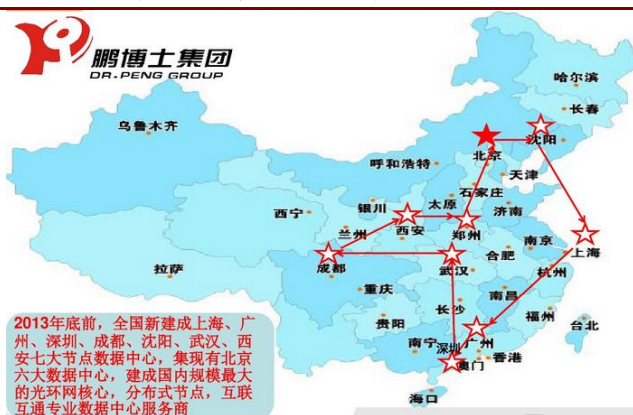 鹏博士集团
DR.PENG GROUP
哈尔滨
长春
乌鲁木齐
沈阳
北京
呼和浩特
天津
石家庄
银川
太原
济南
西宁
兰州
西安
郑州
南京
上海
成都
武汉
合肥
杭州
拉萨
重庆
南昌
长沙
福州
贵阳
台北
广州
南宁
深圳
香港
澳门
海口
2013年底前，全国新建成上海、广
州、深圳、成都、沈阳、武汉、西
安七大节点数据中心，集现有北京
六大数据中心，建成国内规模最大
的光环网核心，分布式节点，互联
互通专业数据中心服务商